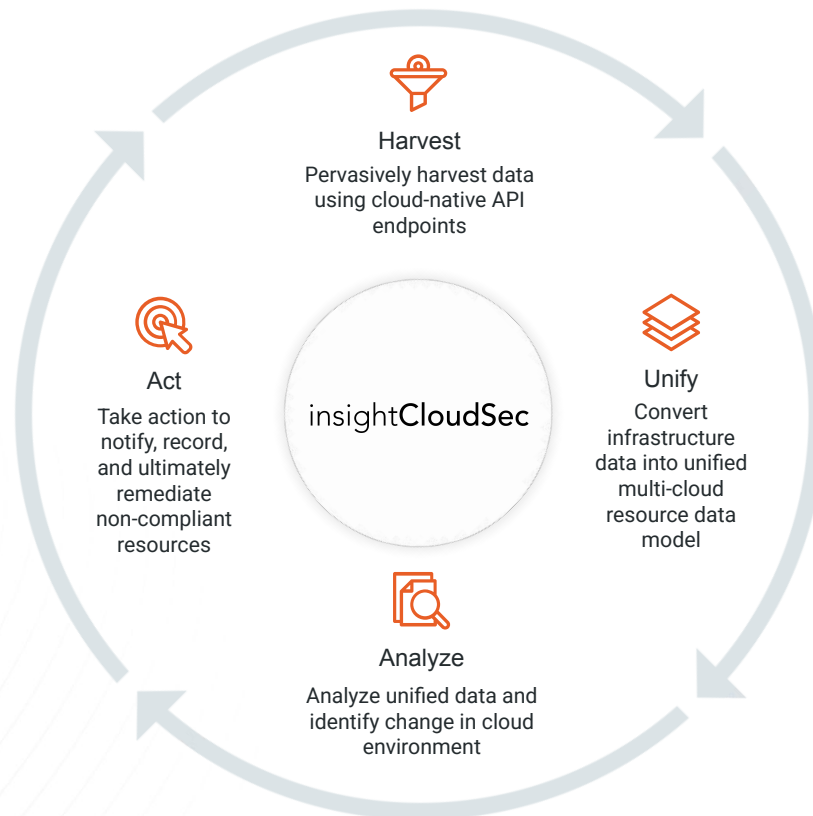 Harvest
Pervasively harvest data
using cloud-native API
endpoints
Act
Take action to
notify, record,
and ultimately
remediate
non-compliant
resources
insightCloudSec
Unify
Convert
infrastructure
data into unified
multi-cloud
resource data
model
Analyze
Analyze unified data and
identify change in cloud
environment